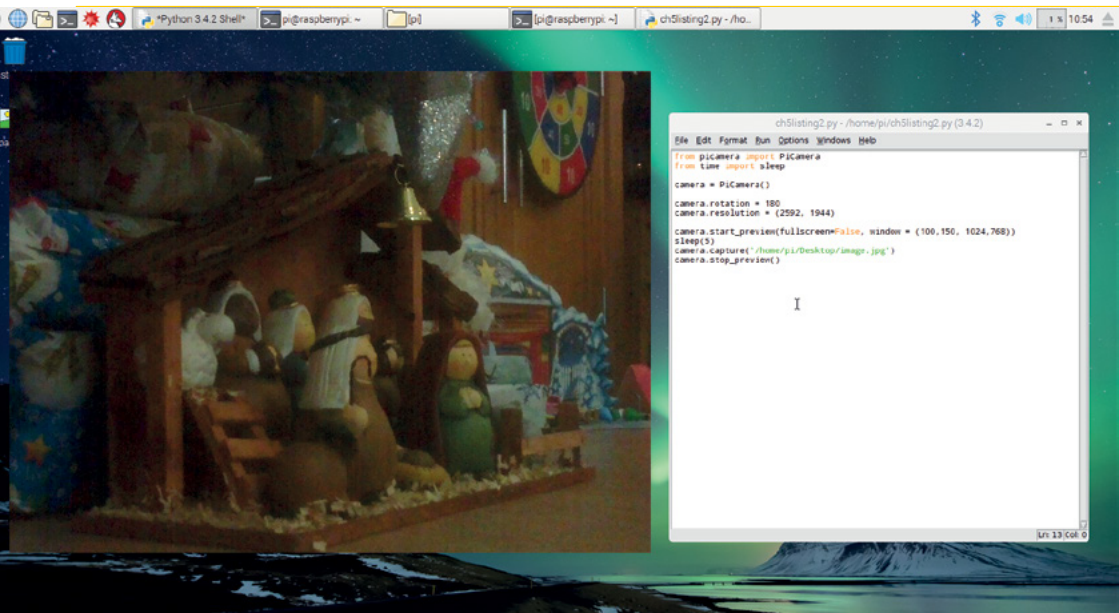 *Python 3.4.2 Shell*
pi@raspberrypi: ~
[pi]
[pi@raspberrypi: ~]
ch5listing2.py - /ho...
1 %
10:54
ch5listing2.py - /home/pi/ch5listing2.py (3.4.2)
File Edit Format Run Options Windows Help
from picamera import PiCamera
from time import sleep
camera = PiCamera()
camera.rotation = 180
camera.resolution = (2592, 1944)
camera.start_preview(fullscreen=False, window = (100,150, 1024,768))
sleep(5)
camera.capture('/home/pi/Desktop/image.jpg')
camera.stop_preview()
Ln: 13 Col: 0